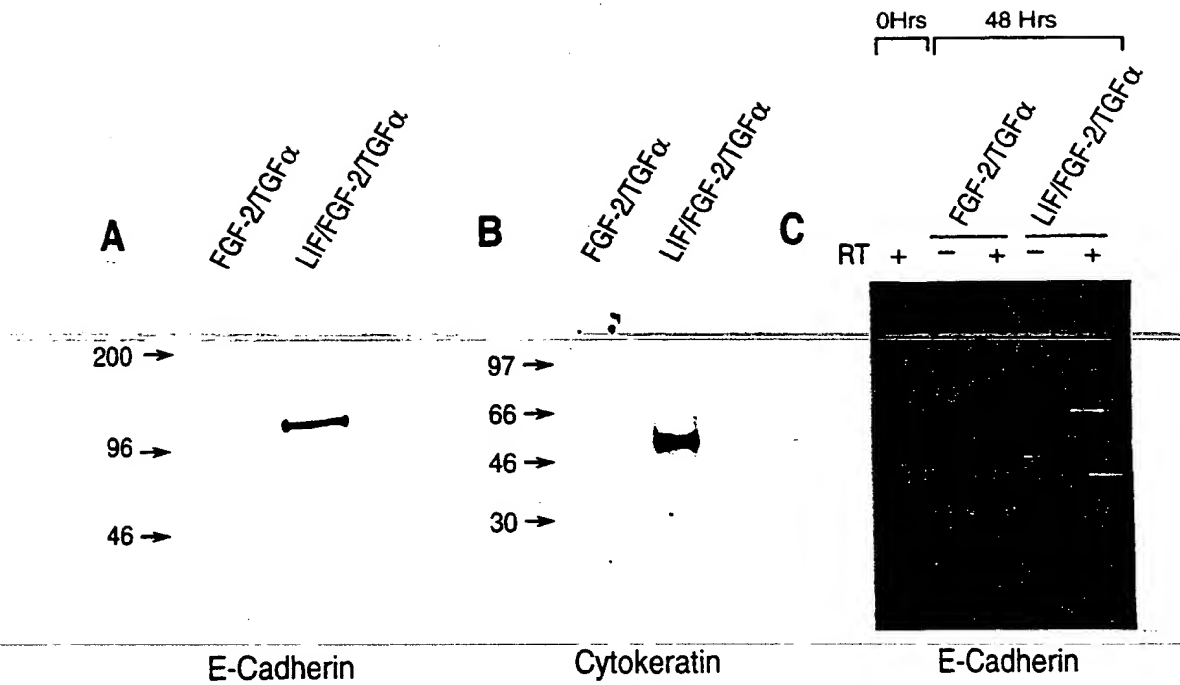 0Hrs 48 Hrs
A FGF-2/TGFα LIF/FGF-2/TGFα
B FGF-2/TGFα LIF/FGF-2/TGFα
C FGF-2/TGFα LIF/FGF-2/TGFα
RT + − + − +
200 →
96 →
46 →
97 →
66 →
46 →
30 →
E-Cadherin
Cytokeratin
E-Cadherin